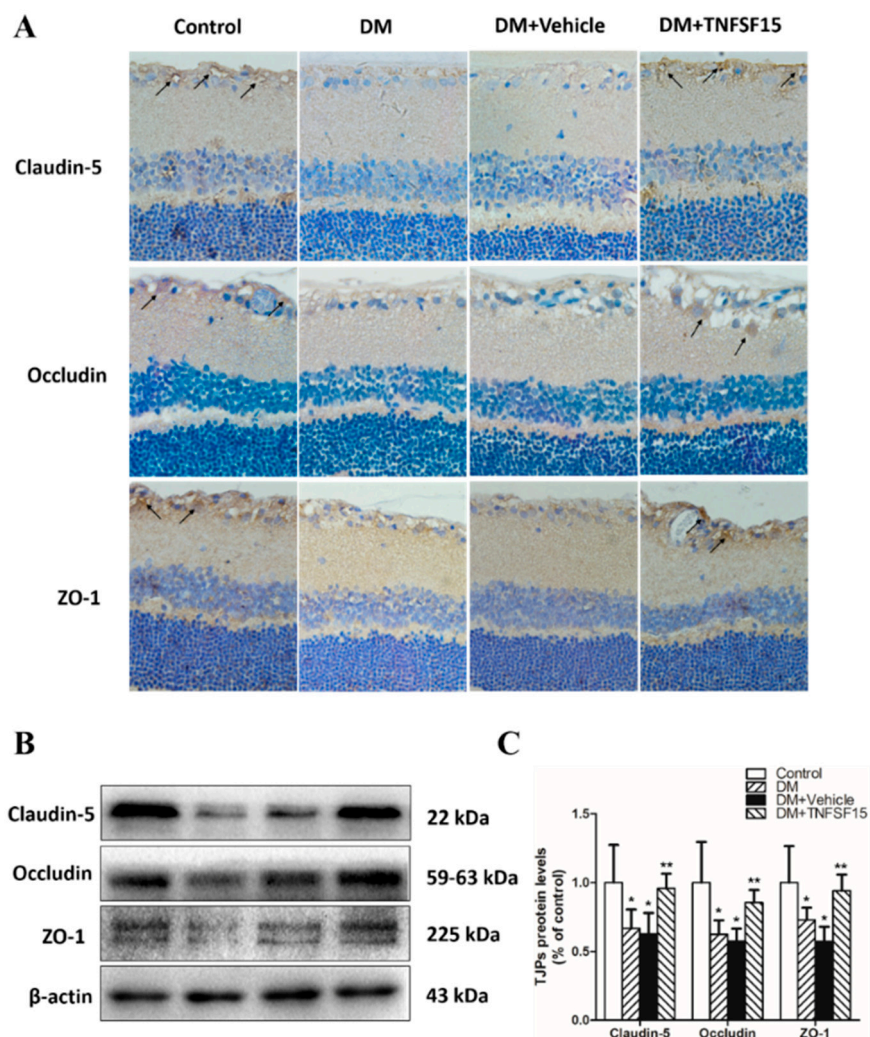 A
Control DM DM+Vehicle DM+TNFSF15
Claudin-5
Occludin
ZO-1
B
Claudin-5 22 kDa
Occludin 59-63 kDa
ZO-1 225 kDa
β-actin 43 kDa
C
Control
DM
DM+Vehicle
DM+TNFSF15
TJPs preotein levels
(% of control)
1.5
1.0
0.5
0.0
* * **
* * **
* * **
Claudin-5 Occludin ZO-1